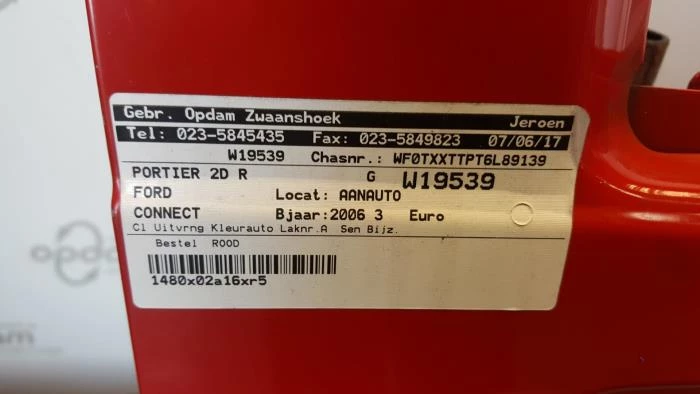 Gebr. Opdam Zwaanshoek Jeroen
Tel: 023-5845435 Fax: 023-5849823 07/06/17
W19539 Chasnr.: WF0TXXTTPT6L89139
PORTIER 2D R G W19539
FORD Locat: AANAUTO
CONNECT Bjaar:2006 3 Euro
Cl Uitvrng Kleurauto Laknr.A Sen Bijz.
Bestel ROOD
1480x02a16xr5